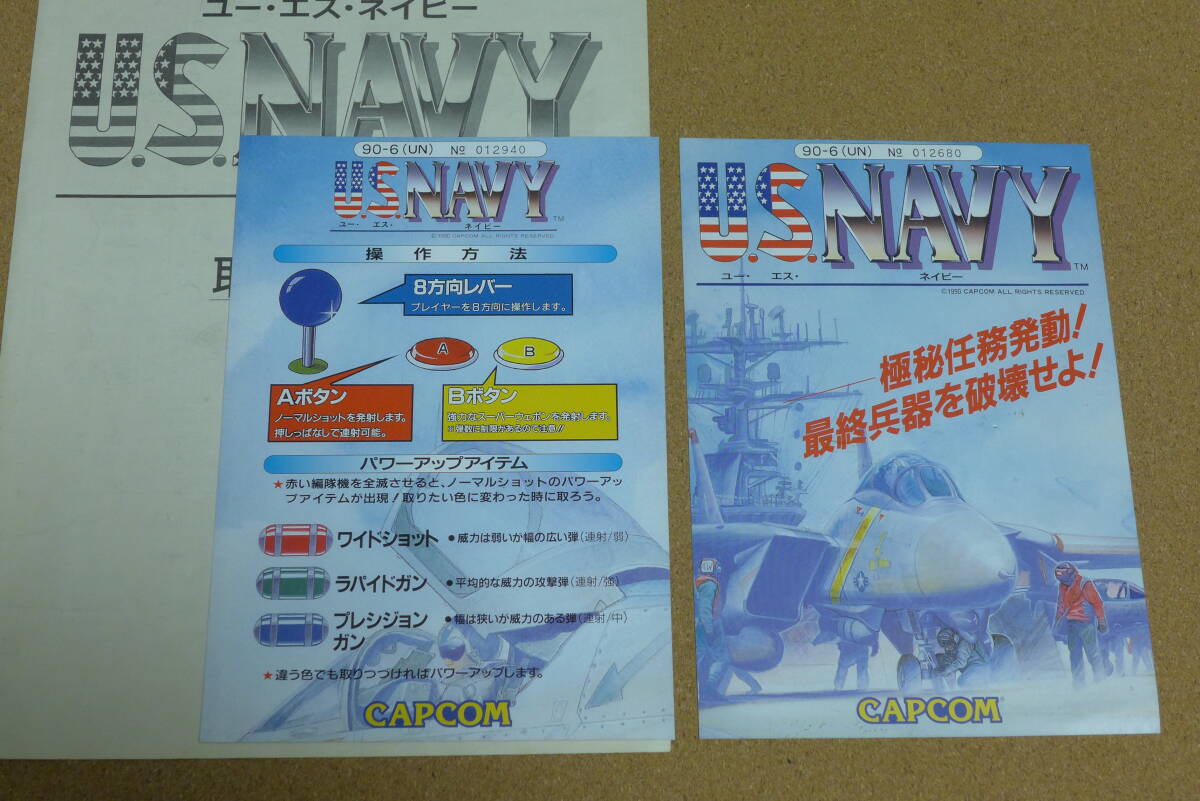 ユー・エス・ネイビー
U.S.NAVY
90-6(UN) № 012940
U.S.NAVY™
ユー・ エス・ ネイビー
©1990 CAPCOM ALL RIGHTS RESERVED
操作方法
8方向レバー
プレイヤーを8方向に操作します。
A
B
Aボタン
ノーマルショットを発射します。
押しっぱなしで連射可能。
Bボタン
強力なスーパーウェポンを発射します。
※弾数に制限があるので注意!!
パワーアップアイテム
★赤い編隊機を全滅させると、ノーマルショットのパワーアッ
プアイテムが出現！取りたい色に変わった時に取ろう。
ワイドショット ●威力は弱いが幅の広い弾(連射/弱)
ラパイドガン ●平均的な威力の攻撃弾(連射/強)
プレシジョン
ガン
●幅は狭いが威力のある弾(連射/中)
★違う色でも取りつづければパワーアップします。
CAPCOM
90-6(UN) № 012680
U.S.NAVY™
ユー・ エス・ ネイビー
©1990 CAPCOM ALL RIGHTS RESERVED
極秘任務発動!
最終兵器を破壊せよ!
CAPCOM